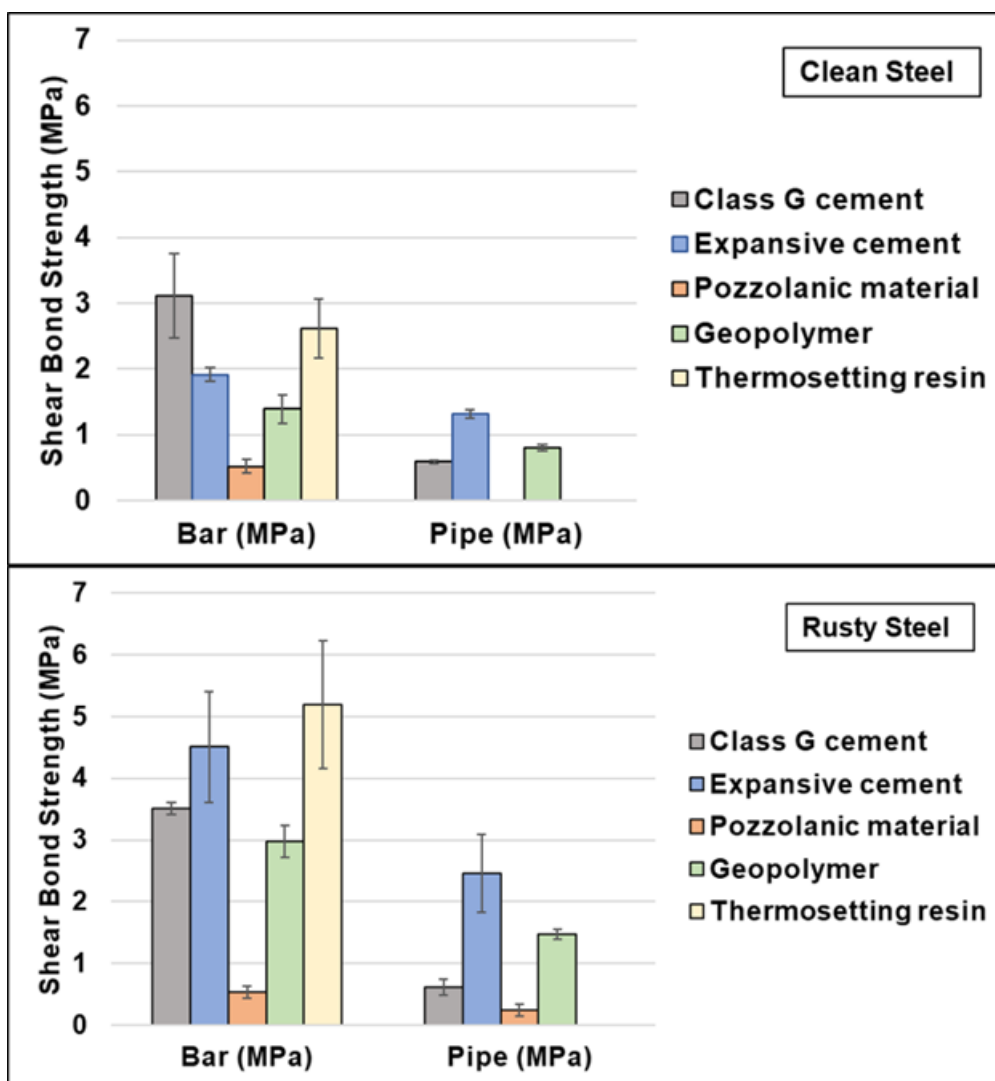 Clean Steel
Shear Bond Strength (MPa)
7
6
5
4
3
2
1
0
Bar (MPa)
Pipe (MPa)
Class G cement
Expansive cement
Pozzolanic material
Geopolymer
Thermosetting resin
Rusty Steel
Shear Bond Strength (MPa)
7
6
5
4
3
2
1
0
Bar (MPa)
Pipe (MPa)
Class G cement
Expansive cement
Pozzolanic material
Geopolymer
Thermosetting resin